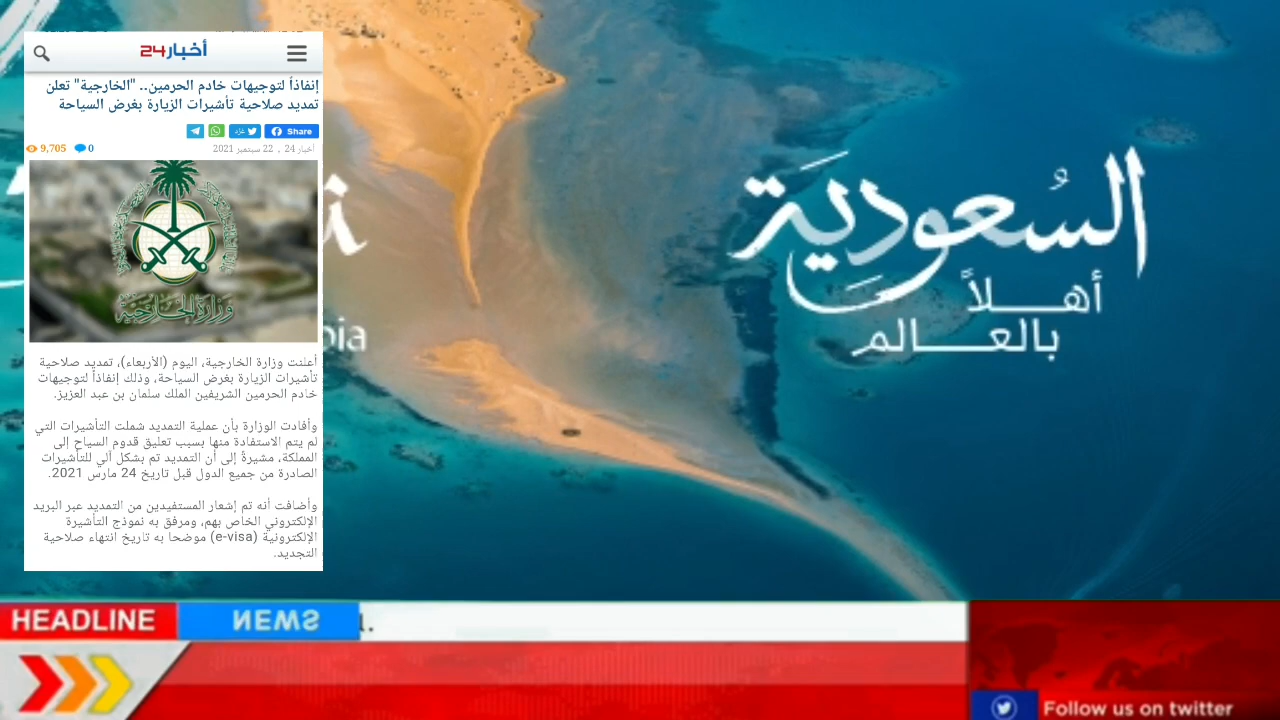 أخبار24
إنفاذاً لتوجيهات خادم الحرمين.. "الخارجية" تعلن
تمديد صلاحية تأشيرات الزيارة بغرض السياحة
غرّد
Share
9,705
0
أخبار 24 , 22 سبتمبر 2021
وزارة الخارجية
أعلنت وزارة الخارجية، اليوم (الأربعاء)، تمديد صلاحية
تأشيرات الزيارة بغرض السياحة، وذلك إنفاذاً لتوجيهات
خادم الحرمين الشريفين الملك سلمان بن عبد العزيز.
وأفادت الوزارة بأن عملية التمديد شملت التأشيرات التي
لم يتم الاستفادة منها بسبب تعليق قدوم السياح إلى
المملكة، مشيرةً إلى أن التمديد تم بشكل آلي للتأشيرات
الصادرة من جميع الدول قبل تاريخ 24 مارس 2021.
وأضافت أنه تم إشعار المستفيدين من التمديد عبر البريد
الإلكتروني الخاص بهم، ومرفق به نموذج التأشيرة
الإلكترونية (e-visa) موضحا به تاريخ انتهاء صلاحية
التجديد.
السعودية
أهلاً
بالعالم
HEADLINE
NEWS
Follow us on twitter